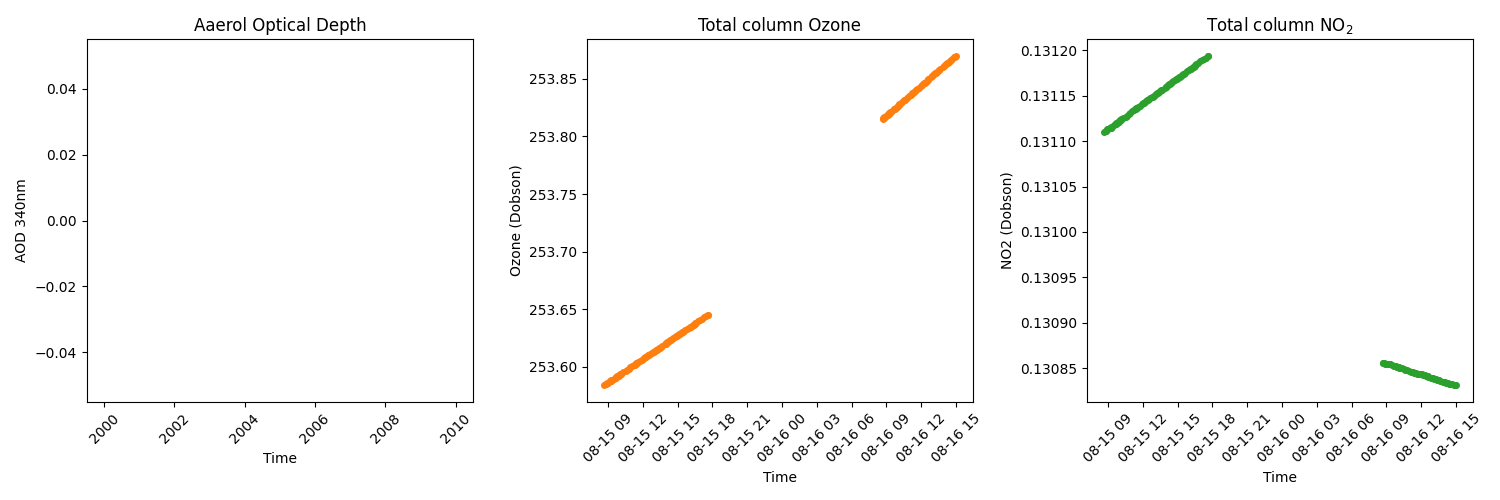 Aaerol Optical Depth
AOD 340nm
0.04
0.02
0.00
−0.02
−0.04
2000 2002 2004 2006 2008 2010
Time
Total column Ozone
Ozone (Dobson)
253.85
253.80
253.75
253.70
253.65
253.60
08-15 09 08-15 12 08-15 15 08-15 18 08-15 21 08-16 00 08-16 03 08-16 06 08-16 09 08-16 12 08-16 15
Time
Total column NO₂
NO2 (Dobson)
0.13120
0.13115
0.13110
0.13105
0.13100
0.13095
0.13090
0.13085
08-15 09 08-15 12 08-15 15 08-15 18 08-15 21 08-16 00 08-16 03 08-16 06 08-16 09 08-16 12 08-16 15
Time